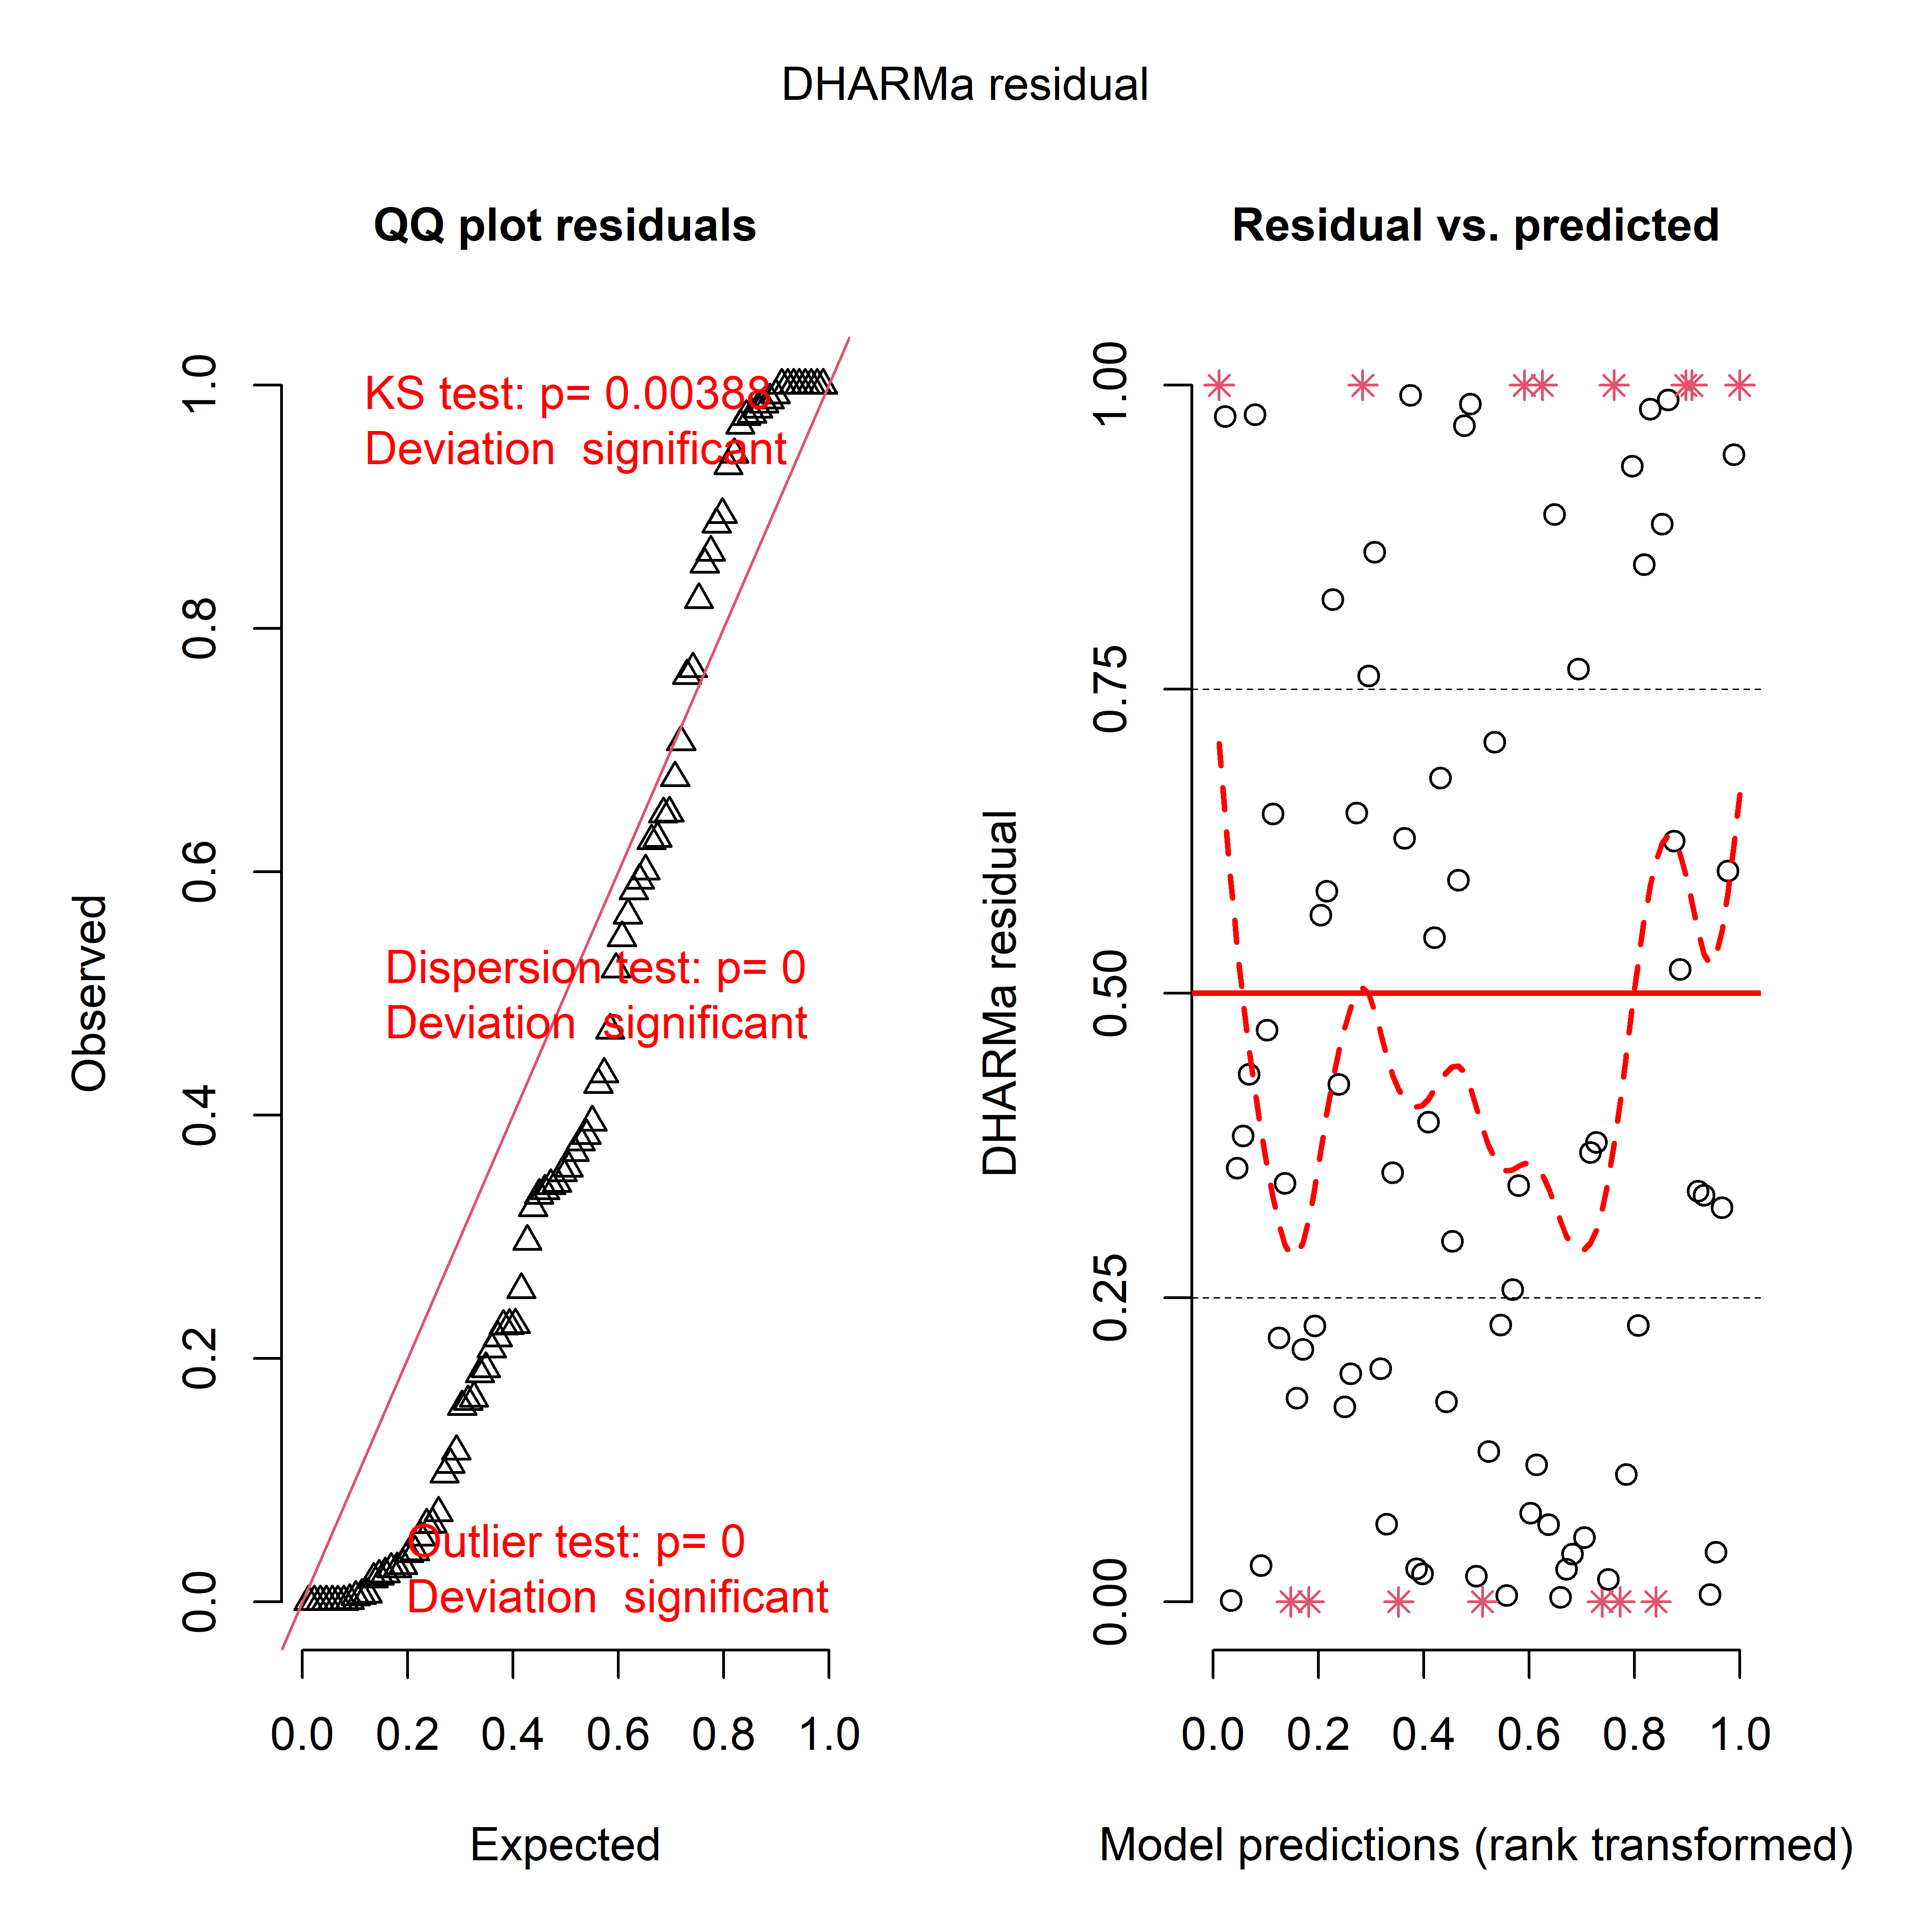 DHARMa residual
QQ plot residuals
KS test: p= 0.00388
Deviation significant
Dispersion test: p= 0
Deviation significant
Outlier test: p= 0
Deviation significant
Observed
0.0 0.2 0.4 0.6 0.8 1.0
0.0 0.2 0.4 0.6 0.8 1.0
Expected
Residual vs. predicted
DHARMa residual
0.00 0.25 0.50 0.75 1.00
0.0 0.2 0.4 0.6 0.8 1.0
Model predictions (rank transformed)